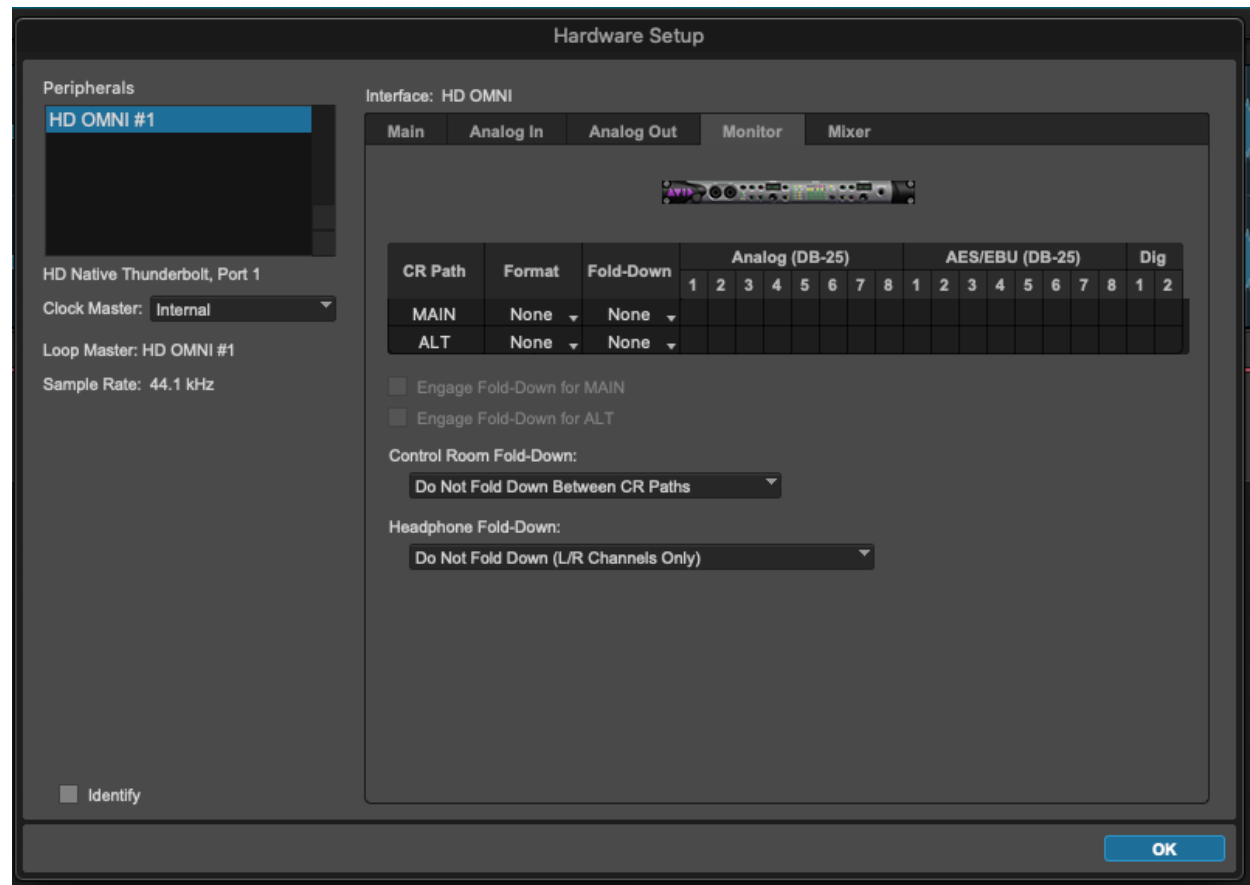 Hardware Setup
Peripherals
HD OMNI #1
HD Native Thunderbolt, Port 1
Clock Master: Internal
Loop Master: HD OMNI #1
Sample Rate: 44.1 kHz
Identify
Interface: HD OMNI
Main Analog In Analog Out Monitor Mixer
AVID
CR Path Format Fold-Down Analog (DB-25) AES/EBU (DB-25) Dig
1 2 3 4 5 6 7 8 1 2 3 4 5 6 7 8 1 2
MAIN None None
ALT None None
Engage Fold-Down for MAIN
Engage Fold-Down for ALT
Control Room Fold-Down:
Do Not Fold Down Between CR Paths
Headphone Fold-Down:
Do Not Fold Down (L/R Channels Only)
OK